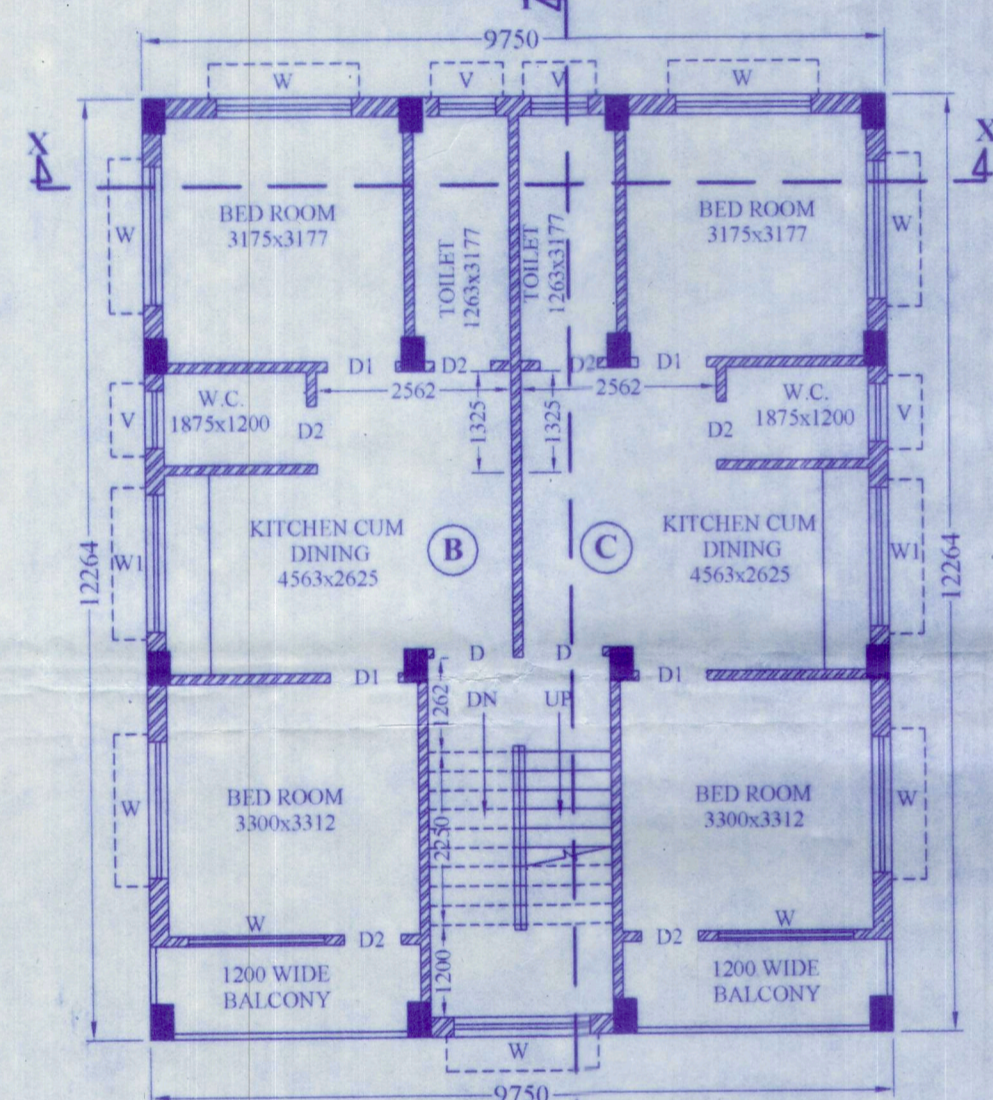 9750
W
V
V
W
X
X
BED ROOM
3175x3177
TOILET
1263x3177
TOILET
1263x3177
BED ROOM
3175x3177
W
W
D1
D2
D2
D1
2562
2562
W.C.
1875x1200
W.C.
1875x1200
V
D2
1325
1325
D2
V
KITCHEN CUM
DINING
4563x2625
B
C
KITCHEN CUM
DINING
4563x2625
W1
W1
12264
12264
D
D
D1
D1
1262
DN
UP
BED ROOM
3300x3312
BED ROOM
3300x3312
W
W
2250
W
D2
D2
W
1200 WIDE
BALCONY
1200
1200 WIDE
BALCONY
W
9750